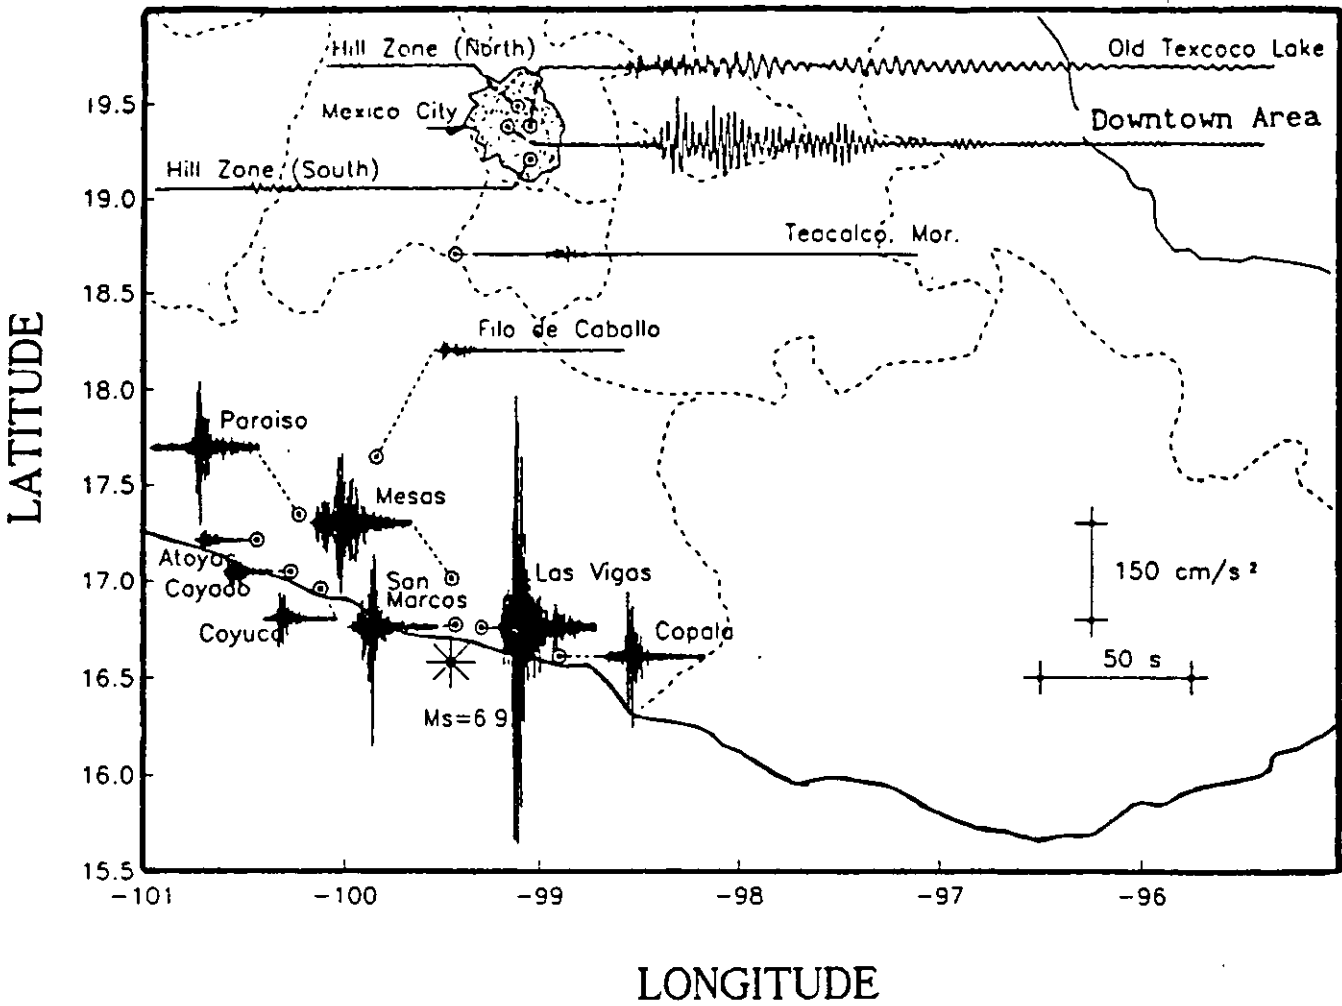 Hill Zone (North)
Old Texcoco Lake
19.5
Mexico City
Downtown Area
Hill Zone (South)
19.0
Teacalco, Mor.
18.5
Filo de Caballo
18.0
Paraiso
17.5
Mesas
Atoyac
17.0
Cayaco
San
Marcos
Las Vigas
150 cm/s²
Coyuca
Copala
50 s
16.5
Ms=6 9
16.0
15.5
-101
-100
-99
-98
-97
-96
LATITUDE
LONGITUDE